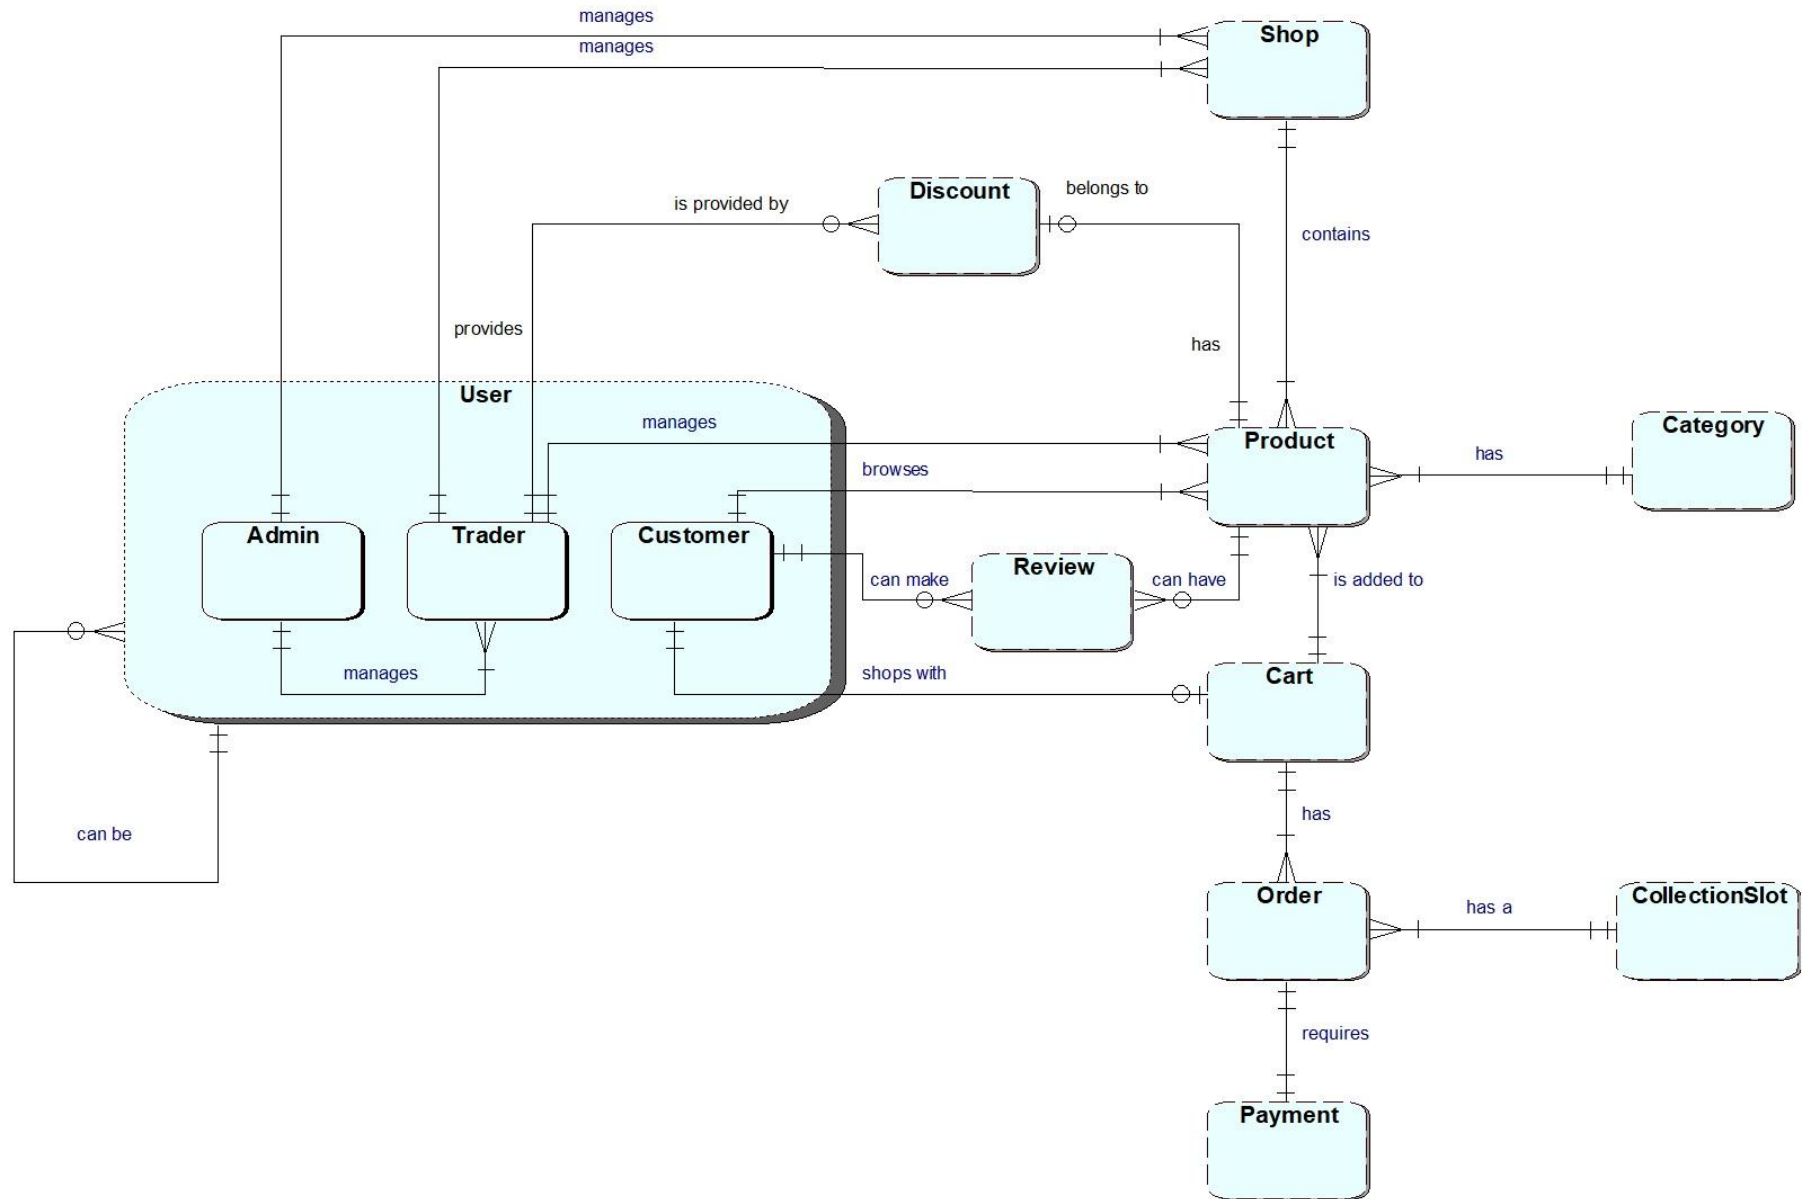 manages
Shop
manages
Discount
belongs to
is provided by
contains
provides
has
User
manages
Product
Category
browses
has
Admin
Trader
Customer
Review
can make
can have
is added to
manages
shops with
Cart
has
can be
Order
CollectionSlot
has a
requires
Payment